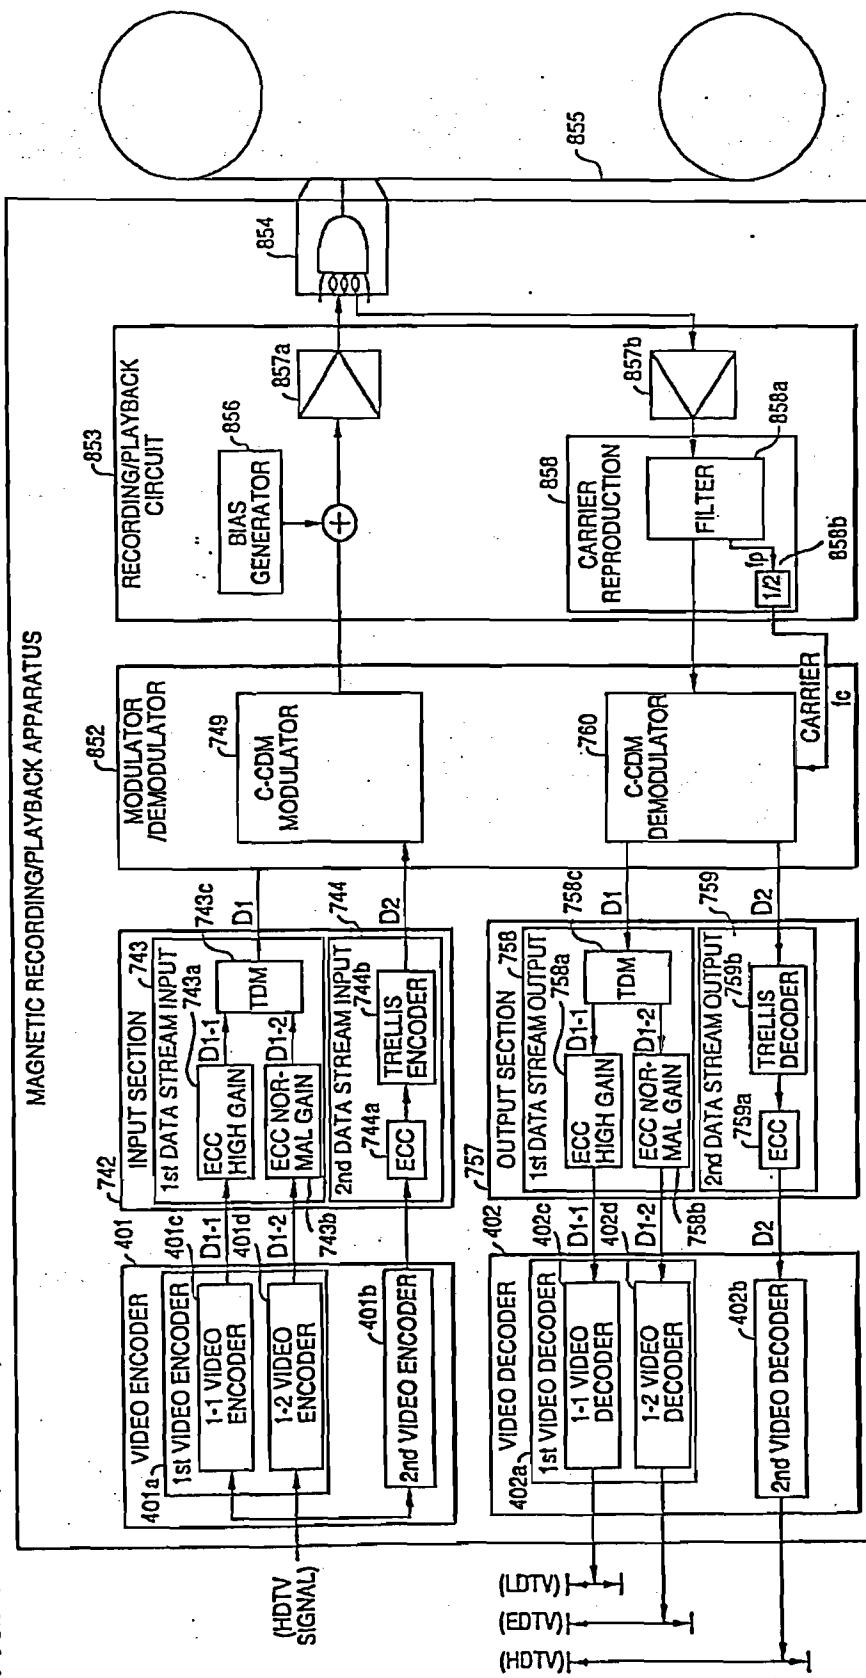 MAGNETIC RECORDING/PLAYBACK APPARATUS
(HDTV
SIGNAL)
401
VIDEO ENCODER
401a
1st VIDEO ENCODER
401c
1-1 VIDEO
ENCODER
401d
1-2 VIDEO
ENCODER
401b
2nd VIDEO ENCODER
D1-1
D1-2
742
INPUT SECTION
743
1st DATA STREAM INPUT
743a
ECC
HIGH GAIN
ECC NOR-
MAL GAIN
743b
D1-1
D1-2
743c
TDM
D1
744
2nd DATA STREAM INPUT
744a
ECC
744b
TRELLIS
ENCODER
D2
852
MODULATOR
/DEMODULATOR
749
C-CDM
MODULATOR
853
RECORDING/PLAYBACK
CIRCUIT
856
BIAS
GENERATOR
+
857a
854
855
857b
858
CARRIER
REPRODUCTION
858a
FILTER
fp
1/2
858b
CARRIER
fc
760
C-CDM
DEMODULATOR
D1
D2
757
OUTPUT SECTION
758
1st DATA STREAM OUTPUT
758c
TDM
758a
D1-1
D1-2
ECC
HIGH GAIN
ECC NOR-
MAL GAIN
758b
759
2nd DATA STREAM OUTPUT
759b
TRELLIS
DECODER
759a
ECC
D1-1
D1-2
D2
402
VIDEO DECODER
402a
1st VIDEO DECODER
402c
1-1 VIDEO
DECODER
402d
1-2 VIDEO
DECODER
402b
2nd VIDEO DECODER
(LDTV)
(EDTV)
(HDTV)